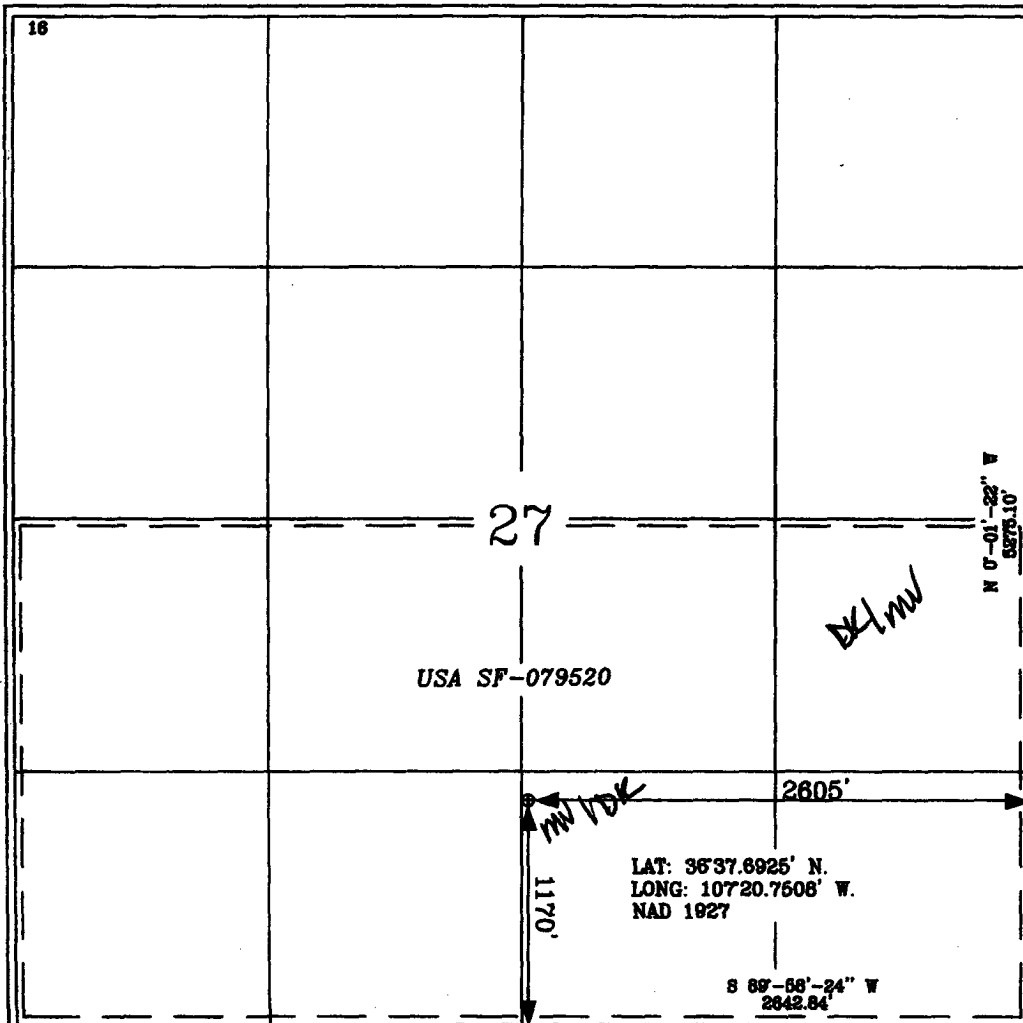 16
N 0°-01'-22" W
5275.10'
27
DK/MV
USA SF-079520
2605'
MV/DK
1170'
LAT: 36°37.6925' N.
LONG: 107°20.7508' W.
NAD 1927
S 89°-58'-24" W
2642.84'